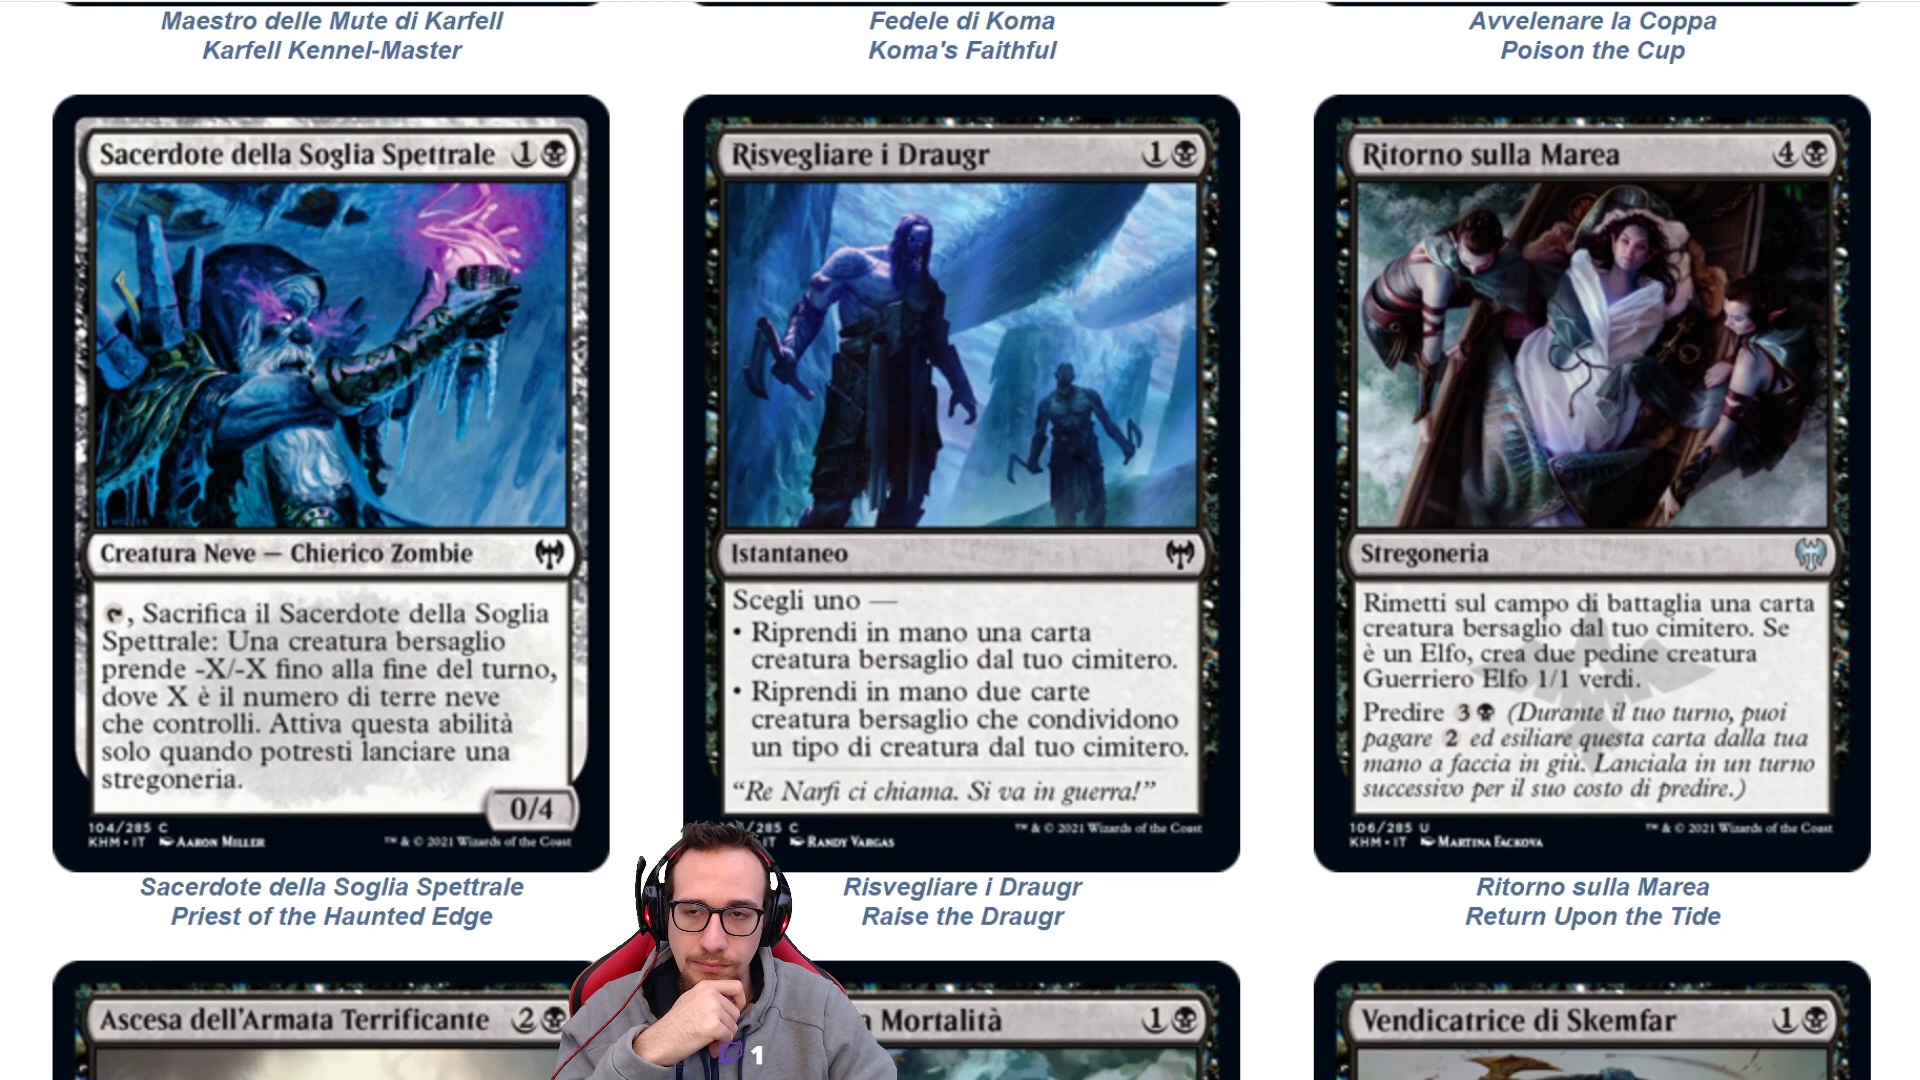 Maestro delle Mute di Karfell
Karfell Kennel-Master
Fedele di Koma
Koma's Faithful
Avvelenare la Coppa
Poison the Cup
Sacerdote della Soglia Spettrale 1
Creatura Neve — Chierico Zombie
, Sacrifica il Sacerdote della Soglia
Spettrale: Una creatura bersaglio
prende -X/-X fino alla fine del turno,
dove X è il numero di terre neve
che controlli. Attiva questa abilità
solo quando potresti lanciare una
stregoneria.
0/4
104/285 C
KHM • IT AARON MILLER
™ & © 2021 Wizards of the Coast
Sacerdote della Soglia Spettrale
Priest of the Haunted Edge
Risvegliare i Draugr 1
Istantaneo
Scegli uno —
• Riprendi in mano una carta
creatura bersaglio dal tuo cimitero.
• Riprendi in mano due carte
creatura bersaglio che condividono
un tipo di creatura dal tuo cimitero.
“Re Narfi ci chiama. Si va in guerra!”
/285 C
IT RANDY VARGAS
™ & © 2021 Wizards of the Coast
Risvegliare i Draugr
Raise the Draugr
Ritorno sulla Marea 4
Stregoneria
Rimetti sul campo di battaglia una carta
creatura bersaglio dal tuo cimitero. Se
è un Elfo, crea due pedine creatura
Guerriero Elfo 1/1 verdi.
Predire 3 (Durante il tuo turno, puoi
pagare 2 ed esiliare questa carta dalla tua
mano a faccia in giù. Lanciala in un turno
successivo per il suo costo di predire.)
106/285 U
KHM • IT MARTINA FAČKOVÁ
™ & © 2021 Wizards of the Coast
Ritorno sulla Marea
Return Upon the Tide
Ascesa dell'Armata Terrificante 2
Mortalità 1
Vendicatrice di Skemfar 1
1